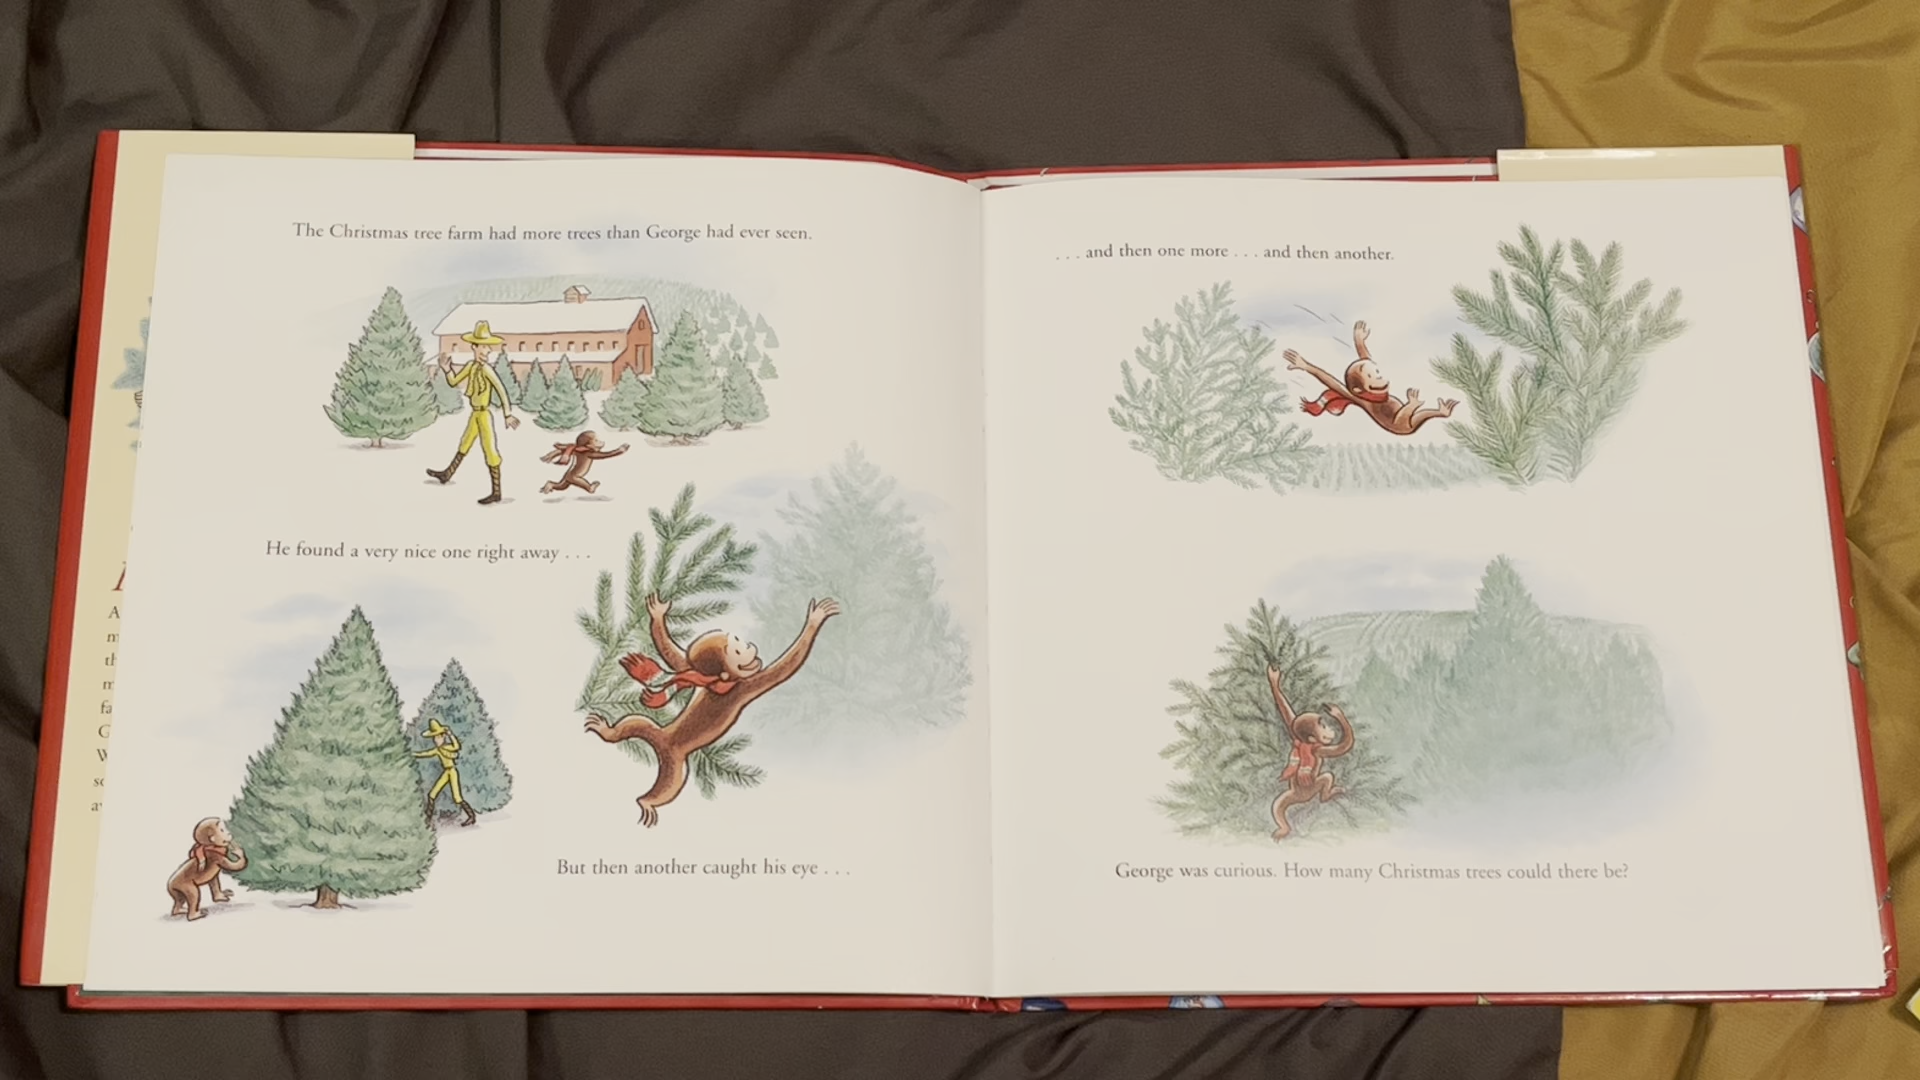 The Christmas tree farm had more trees than George had ever seen.
He found a very nice one right away . . .
But then another caught his eye . . .
. . . and then one more . . . and then another.
George was curious. How many Christmas trees could there be?